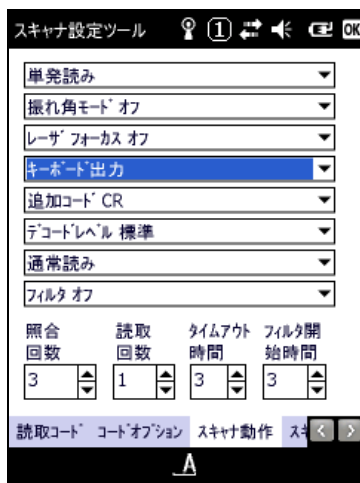 スキャナ設定ツール 1 OK
単発読み
振れ角モード オフ
レーザ フォーカス オフ
キーボード出力
追加コード CR
デコードレベル 標準
通常読み
フィルタ オフ
照合 読取 タイムアウト フィルタ開
回数 回数 時間 始時間
3 1 3 3
読取コード コードオプション スキャナ動作 スキ
A